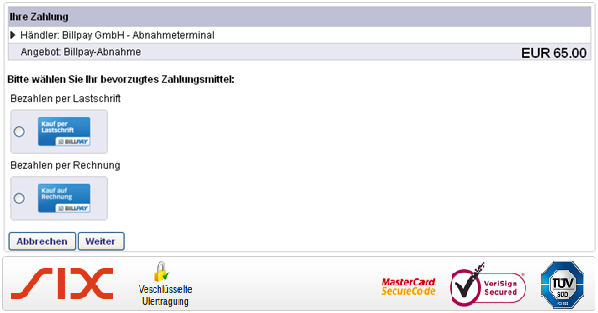 Ihre Zahlung
Händler: Billpay GmbH - Abnahmeterminal
Angebot: Billpay-Abnahme EUR 65.00
Bitte wählen Sie Ihr bevorzugtes Zahlungsmittel:
Bezahlen per Lastschrift
Kauf per
Lastschrift
BILLPAY
Bezahlen per Rechnung
Kauf auf
Rechnung
BILLPAY
Abbrechen Weiter
SIX
Veschlüsselte
Ülertragung
MasterCard
SecureCode
VeriSign
Secured
TÜV
SÜD